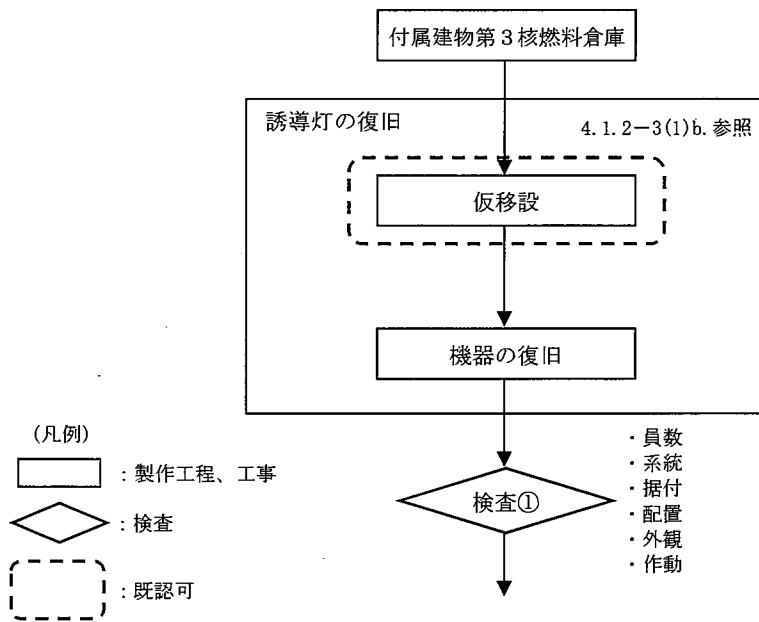 付属建物第３核燃料倉庫
誘導灯の復旧
4.1.2－3(1)b.参照
仮移設
機器の復旧
検査①
・員数
・系統
・据付
・配置
・外観
・作動
(凡例)
：製作工程、工事
：検査
：既認可